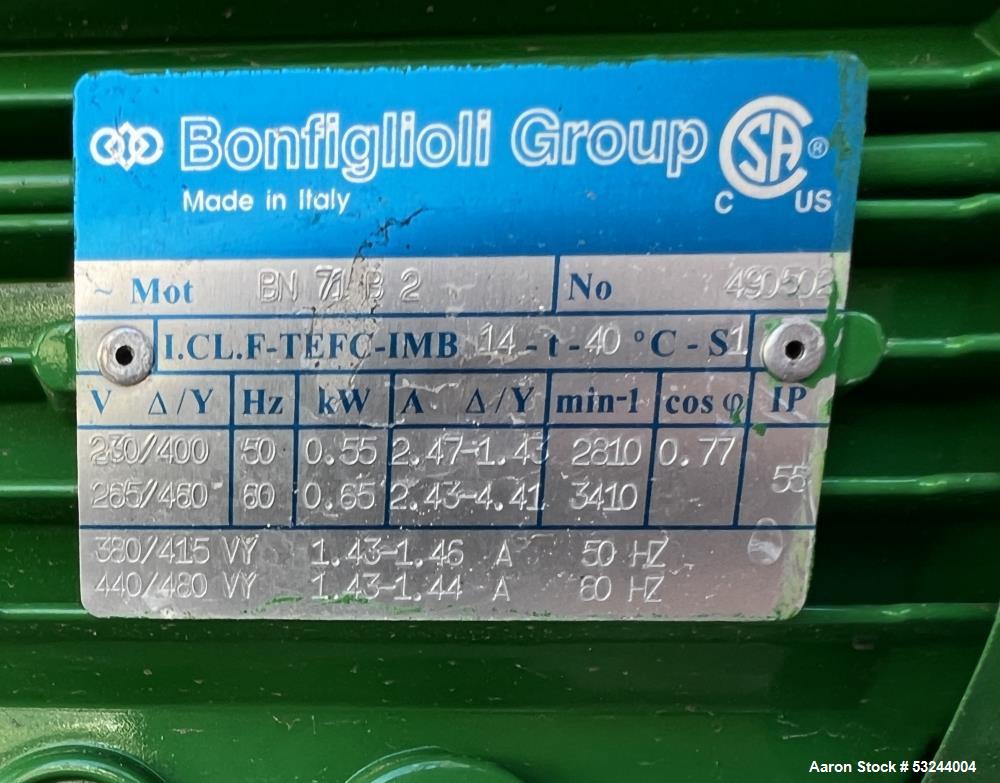 Bonfiglioli Group CSA®
Made in Italy C US
~ Mot BN 71 B 2 No 490502
I.CL.F-TEFC-IMB 14 -t- 40 °C - S1
V Δ/Y Hz kW A Δ/Y min-1 cos φ IP
230/400 50 0.55 2.47-1.43 2810 0.77 55
265/460 60 0.65 2.43-4.41 3410
380/415 VY 1.43-1.46 A 50 HZ
440/480 VY 1.43-1.44 A 60 HZ
Aaron Stock # 53244004